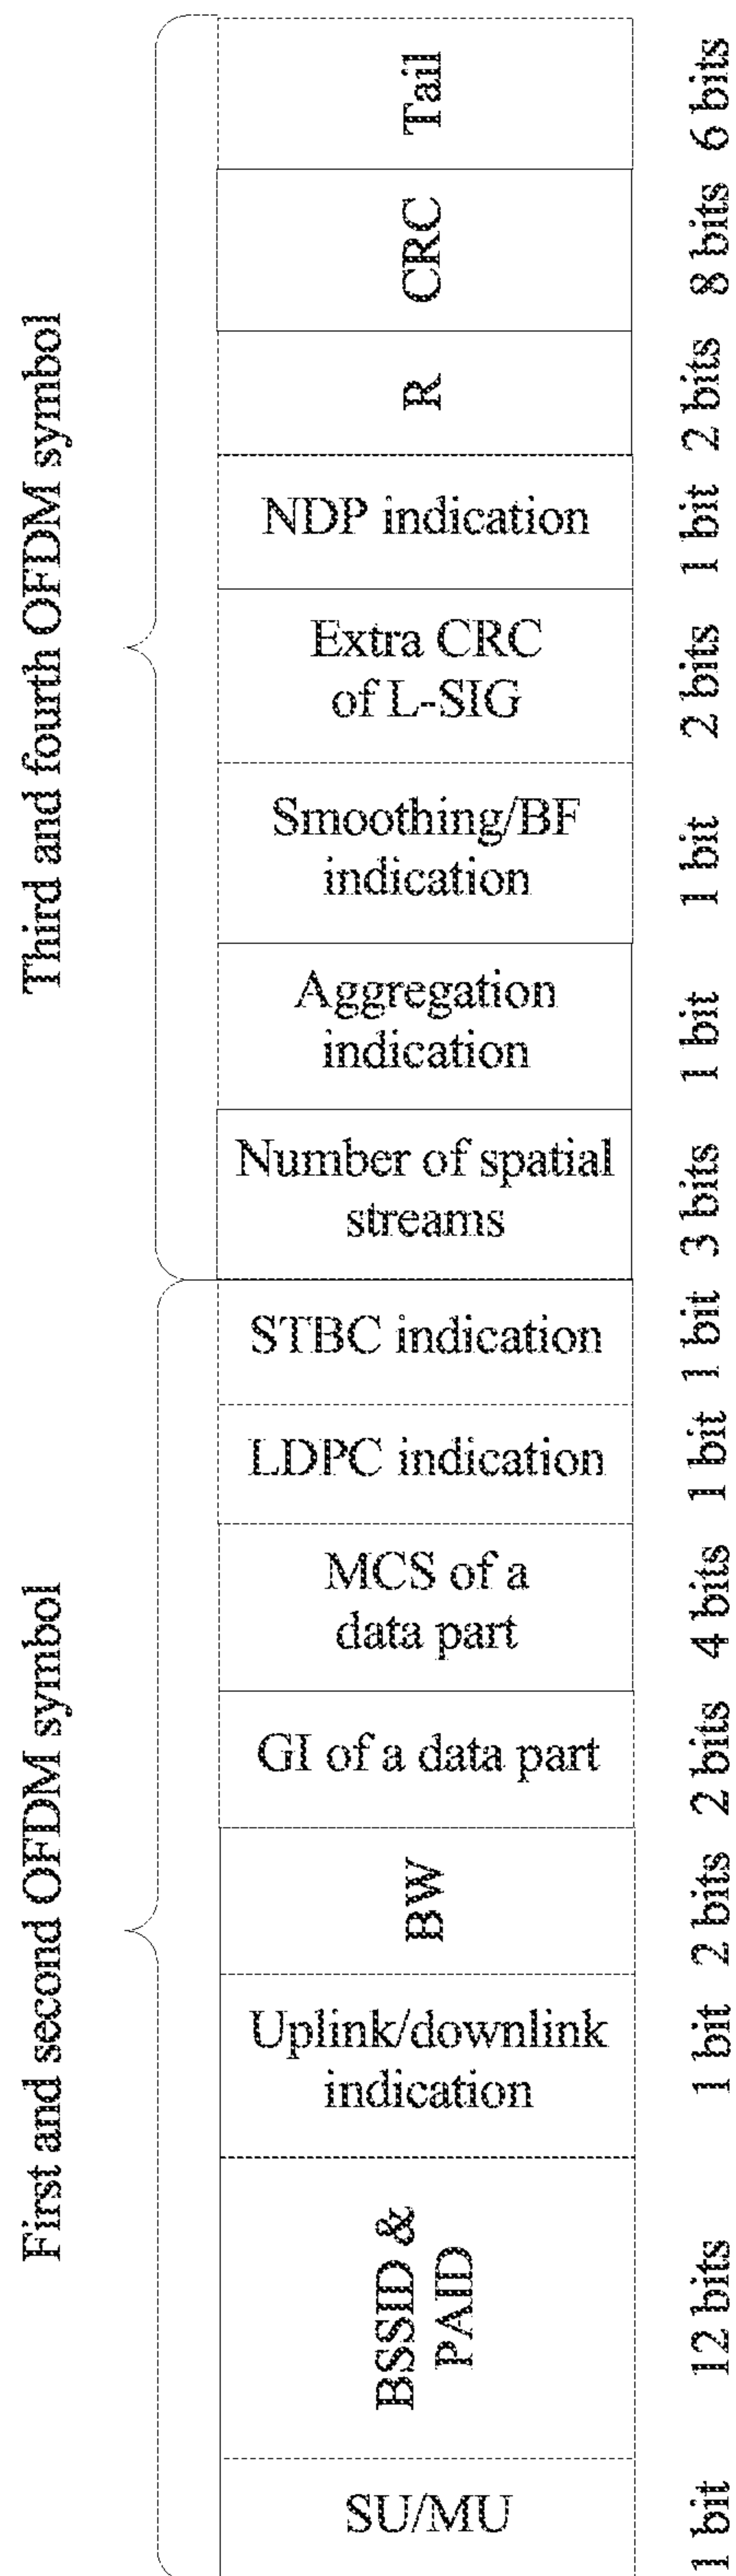 First and second OFDM symbol
Third and fourth OFDM symbol
SU/MU
BSSID &
PAID
Uplink/downlink
indication
BW
GI of a data part
MCS of a
data part
LDPC indication
STBC indication
Number of spatial
streams
Aggregation
indication
Smoothing/BF
indication
Extra CRC
of L-SIG
NDP indication
R
CRC
Tail
1 bit
12 bits
1 bit
2 bits
2 bits
4 bits
1 bit
1 bit
3 bits
1 bit
1 bit
2 bits
1 bit
2 bits
8 bits
6 bits